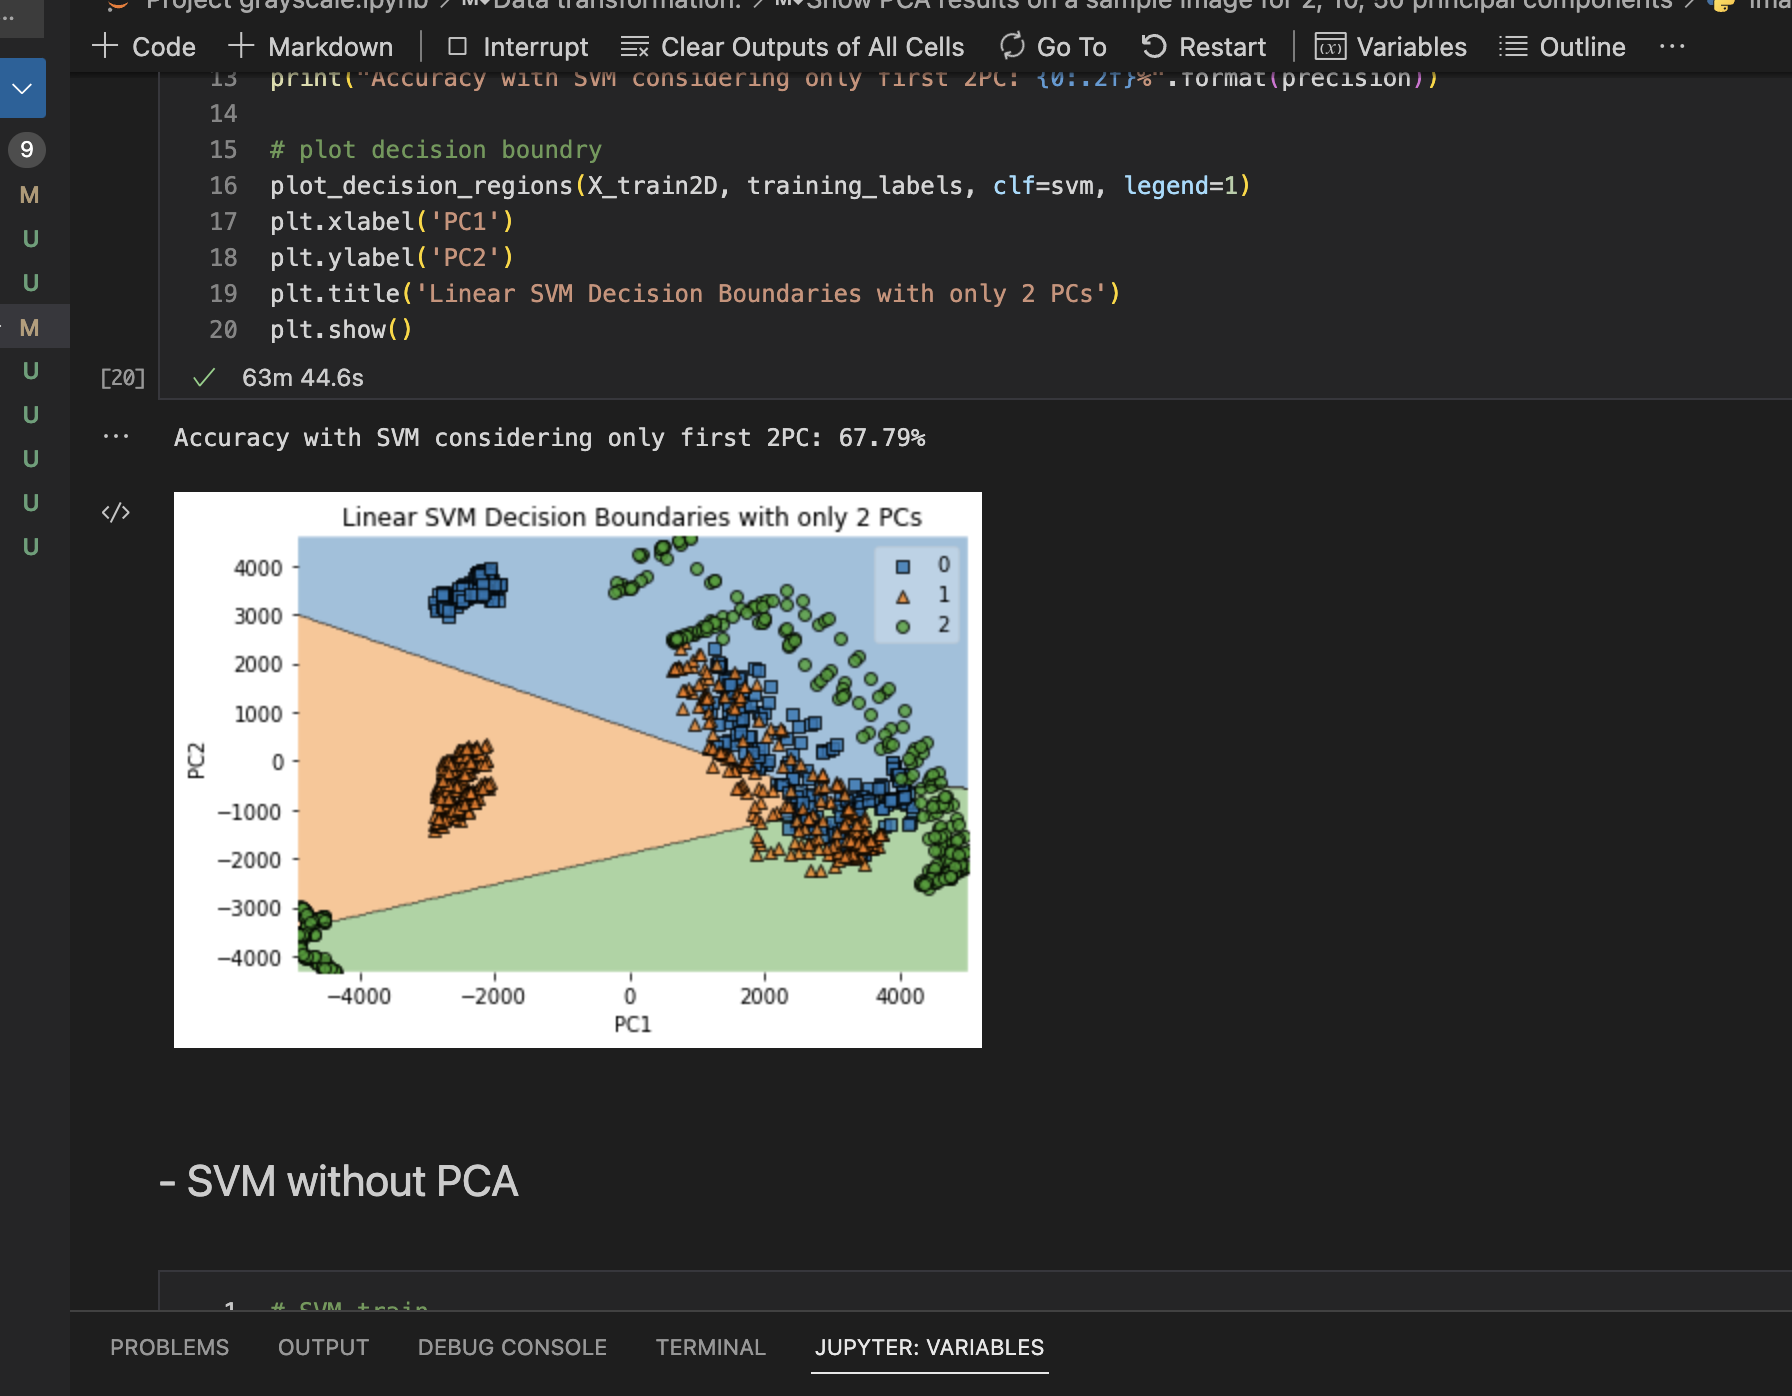 Project grayscale.ipynb > M↓Data transformation. > M↓Show PCA results on a sample image for 2, 10, 50 principal components >
+ Code + Markdown | Interrupt Clear Outputs of All Cells Go To Restart | Variables Outline ...
9
M
U
U
M
U
U
U
U
U
13 print("Accuracy with SVM considering only first 2PC: {0:.2f}%".format(precision))
14
15 # plot decision boundry
16 plot_decision_regions(X_train2D, training_labels, clf=svm, legend=1)
17 plt.xlabel('PC1')
18 plt.ylabel('PC2')
19 plt.title('Linear SVM Decision Boundaries with only 2 PCs')
20 plt.show()
[20] ✓ 63m 44.6s
... Accuracy with SVM considering only first 2PC: 67.79%
</>
Linear SVM Decision Boundaries with only 2 PCs
0
1
2
4000
3000
2000
1000
0
−1000
−2000
−3000
−4000
PC2
−4000 −2000 0 2000 4000
PC1
- SVM without PCA
1 # SVM train
PROBLEMS OUTPUT DEBUG CONSOLE TERMINAL JUPYTER: VARIABLES